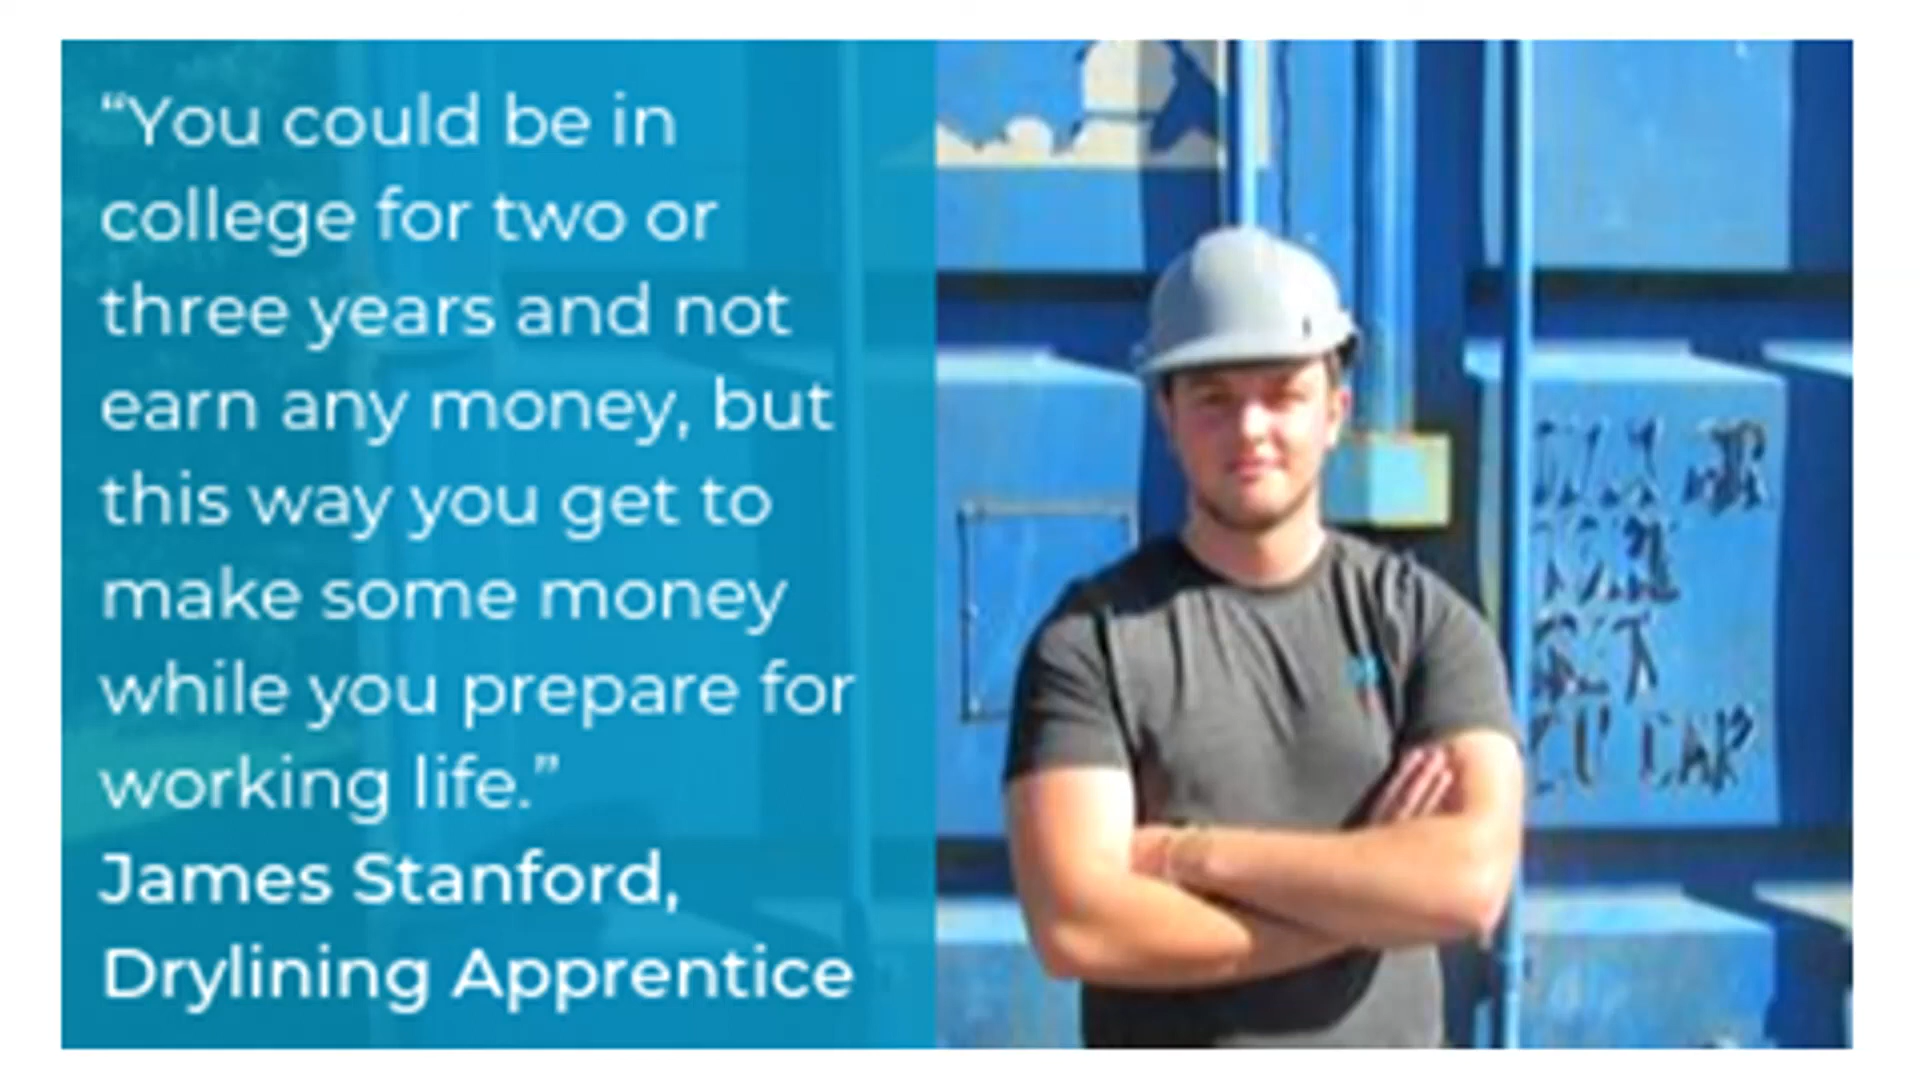 “You could be in
college for two or
three years and not
earn any money, but
this way you get to
make some money
while you prepare for
working life.”
James Stanford,
Drylining Apprentice